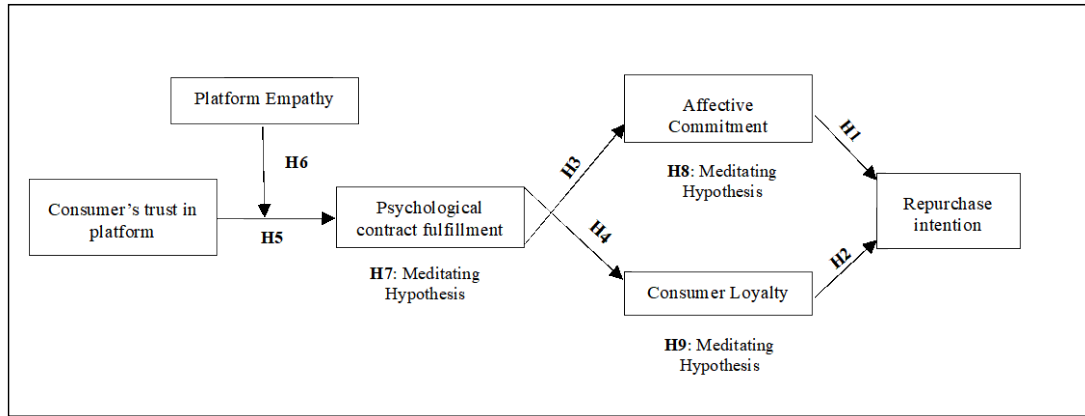 Platform Empathy
H6
Consumer's trust in
platform
H5
Psychological
contract fulfillment
H7: Meditating
Hypothesis
H3
H4
Affective
Commitment
H8: Meditating
Hypothesis
Consumer Loyalty
H9: Meditating
Hypothesis
H1
H2
Repurchase
intention